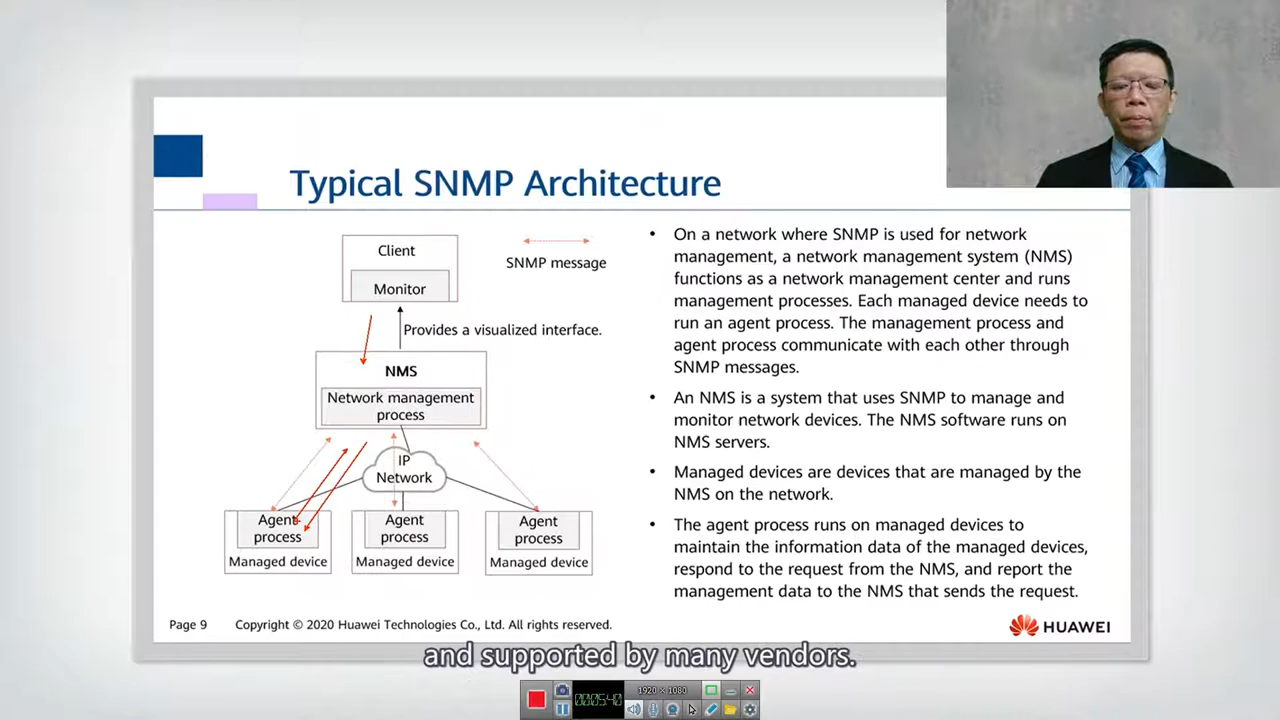 Typical SNMP Architecture
Client
Monitor
SNMP message
Provides a visualized interface.
NMS
Network management
process
IP
Network
Agent
process
Managed device
Agent
process
Managed device
Agent
process
Managed device
• On a network where SNMP is used for network
management, a network management system (NMS)
functions as a network management center and runs
management processes. Each managed device needs to
run an agent process. The management process and
agent process communicate with each other through
SNMP messages.
• An NMS is a system that uses SNMP to manage and
monitor network devices. The NMS software runs on
NMS servers.
• Managed devices are devices that are managed by the
NMS on the network.
• The agent process runs on managed devices to
maintain the information data of the managed devices,
respond to the request from the NMS, and report the
management data to the NMS that sends the request.
Page 9 Copyright © 2020 Huawei Technologies Co., Ltd. All rights reserved.
HUAWEI
and supported by many vendors.
000:05:40
1920 × 1080